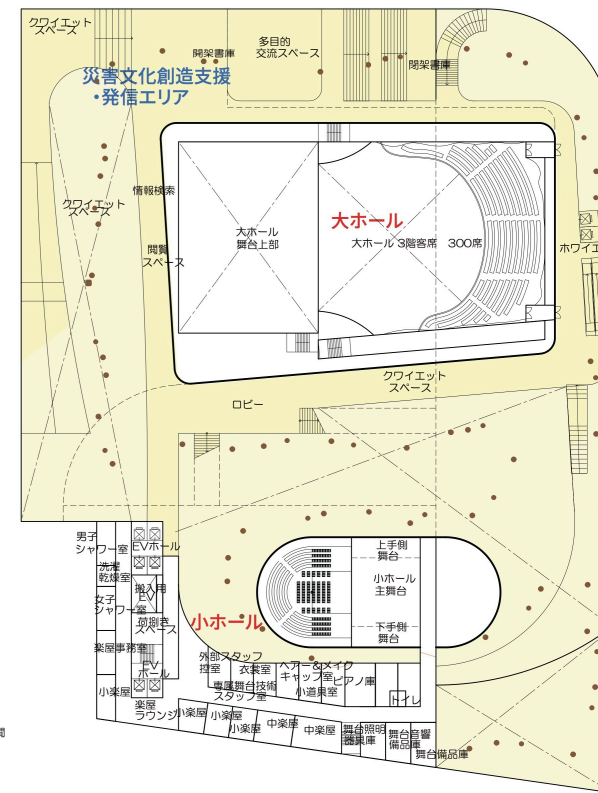 クワイエット
スペース
開架書庫
多目的
交流スペース
閉架書庫
災害文化創造支援
・発信エリア
情報検索
クワイエット
スペース
閲覧
スペース
大ホール
舞台上部
大ホール
大ホール 3階客席 300席
ホワイエ
クワイエット
スペース
ロビー
男子
シャワー室
EVホール
洗濯
乾燥室
搬入用
EV
女子
シャワー室
荷捌き
スペース
楽屋事務室
EV
ホール
小楽屋
楽屋
ラウンジ
小ホール
上手側
舞台
小ホール
主舞台
下手側
舞台
外部スタッフ
控室
衣裳室
ヘアー&メイク
キャップ室
ピアノ庫
専属舞台技術
スタッフ室
小道具室
トイレ
小楽屋
小楽屋
小楽屋
中楽屋
中楽屋
舞台照明
器具庫
舞台音響
備品庫
舞台備品庫
間